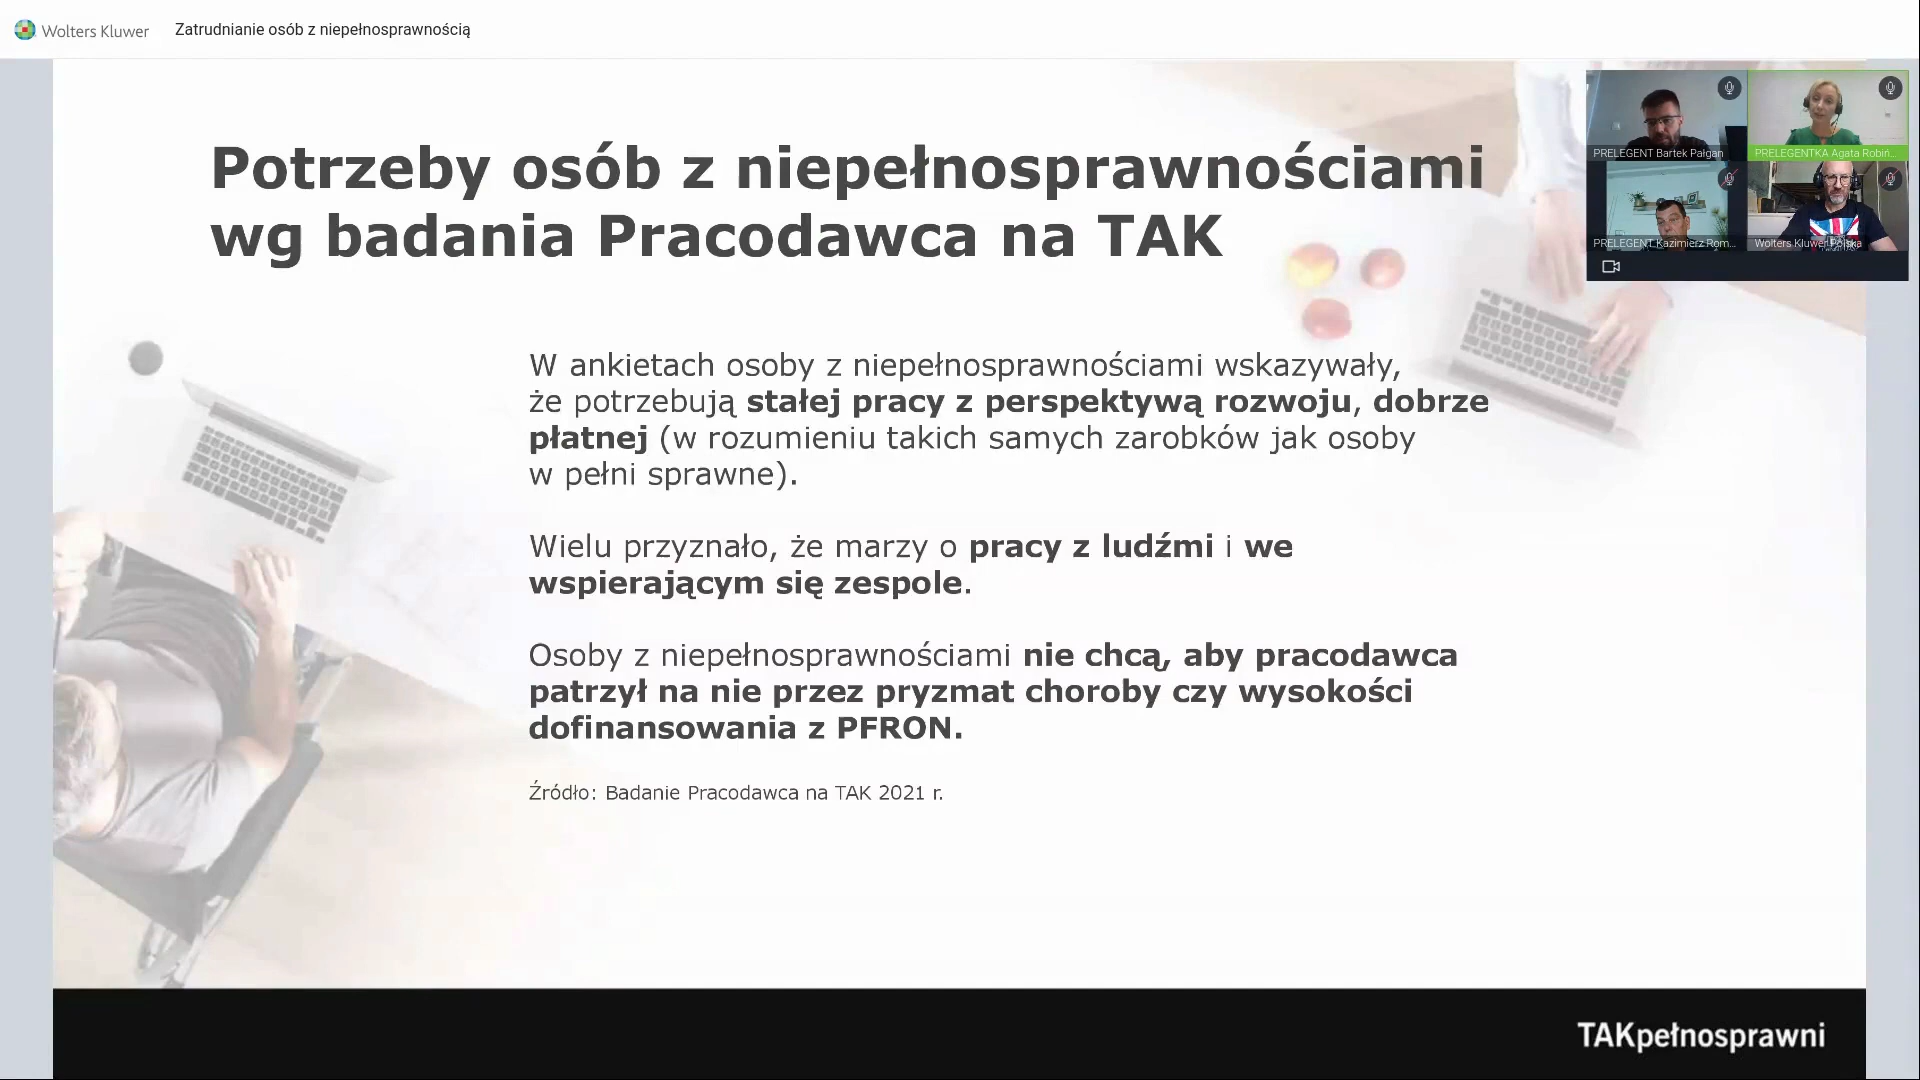 Wolters Kluwer
Zatrudnianie osób z niepełnosprawnością
Potrzeby osób z niepełnosprawnościami
wg badania Pracodawca na TAK
PRELEGENT Bartek Pałgan
PRELEGENTKA Agata Robiń...
PRELEGENT Kazimierz Rom...
Wolters Kluwer Polska
W ankietach osoby z niepełnosprawnościami wskazywały,
że potrzebują stałej pracy z perspektywą rozwoju, dobrze
płatnej (w rozumieniu takich samych zarobków jak osoby
w pełni sprawne).
Wielu przyznało, że marzy o pracy z ludźmi i we
wspierającym się zespole.
Osoby z niepełnosprawnościami nie chcą, aby pracodawca
patrzył na nie przez pryzmat choroby czy wysokości
dofinansowania z PFRON.
Źródło: Badanie Pracodawca na TAK 2021 r.
TAKpełnosprawni